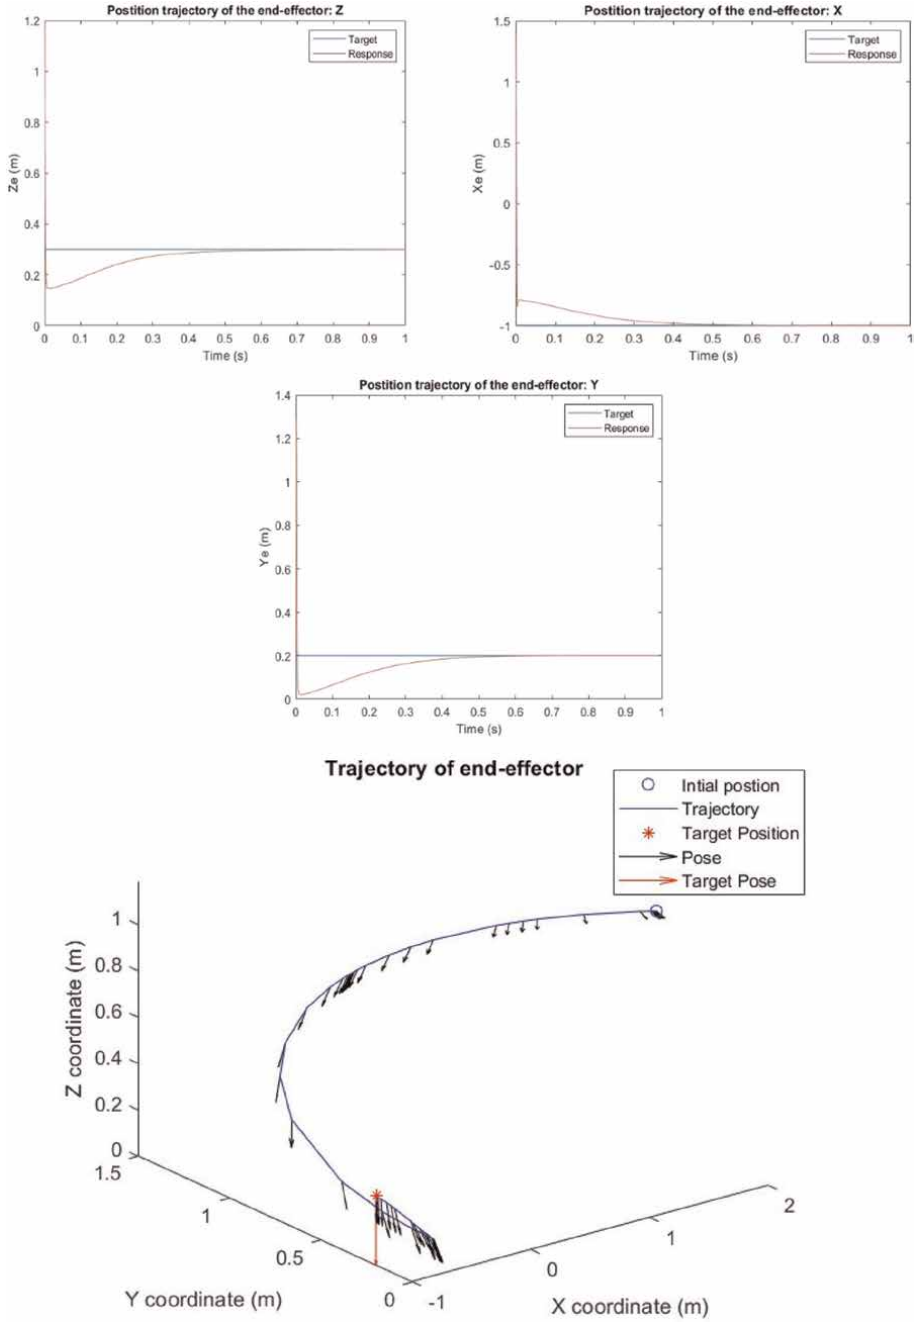 Postition trajectory of the end-effector: Z
Target
Response
1.2
1
0.8
0.6
0.4
0.2
0
Ze (m)
0 0.1 0.2 0.3 0.4 0.5 0.6 0.7 0.8 0.9 1
Time (s)
Postition trajectory of the end-effector: X
Target
Response
1.5
1
0.5
0
-0.5
-1
Xe (m)
0 0.1 0.2 0.3 0.4 0.5 0.6 0.7 0.8 0.9 1
Time (s)
Postition trajectory of the end-effector: Y
Target
Response
1.4
1.2
1
0.8
0.6
0.4
0.2
0
Ye (m)
0 0.1 0.2 0.3 0.4 0.5 0.6 0.7 0.8 0.9 1
Time (s)
Trajectory of end-effector
Intial postion
Trajectory
Target Position
Pose
Target Pose
1
0.8
0.6
0.4
0.2
0
Z coordinate (m)
1.5
1
0.5
0
Y coordinate (m)
-1
0
1
2
X coordinate (m)